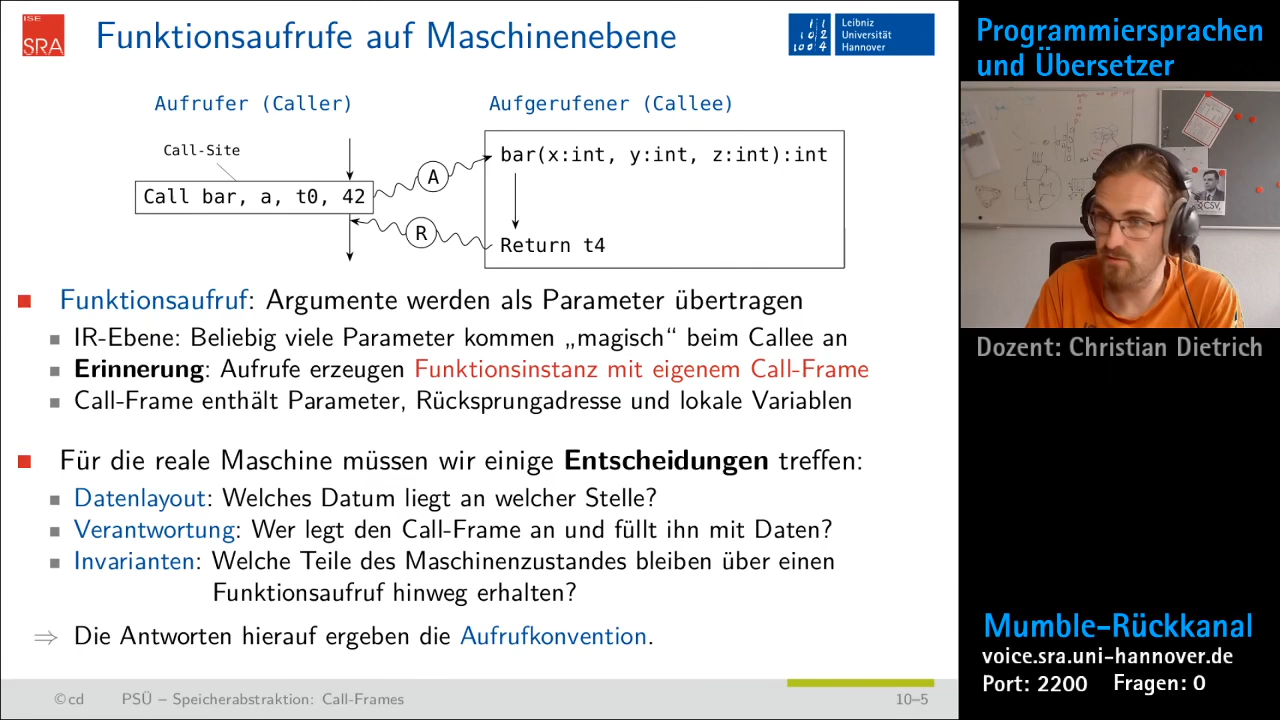 ISE
SRA
Funktionsaufrufe auf Maschinenebene
11
102
1004
Leibniz
Universität
Hannover
Aufrufer (Caller)
Aufgerufener (Callee)
Call-Site
Call bar, a, t0, 42
A
R
bar(x:int, y:int, z:int):int
Return t4
Funktionsaufruf: Argumente werden als Parameter übertragen
IR-Ebene: Beliebig viele Parameter kommen „magisch“ beim Callee an
Erinnerung: Aufrufe erzeugen Funktionsinstanz mit eigenem Call-Frame
Call-Frame enthält Parameter, Rücksprungadresse und lokale Variablen
Für die reale Maschine müssen wir einige Entscheidungen treffen:
Datenlayout: Welches Datum liegt an welcher Stelle?
Verantwortung: Wer legt den Call-Frame an und füllt ihn mit Daten?
Invarianten: Welche Teile des Maschinenzustandes bleiben über einen
Funktionsaufruf hinweg erhalten?
⇒ Die Antworten hierauf ergeben die Aufrufkonvention.
©cd
PSÜ – Speicherabstraktion: Call-Frames
10–5
Programmiersprachen
und Übersetzer
CSV,
Dozent: Christian Dietrich
Mumble-Rückkanal
voice.sra.uni-hannover.de
Port: 2200 Fragen: 0